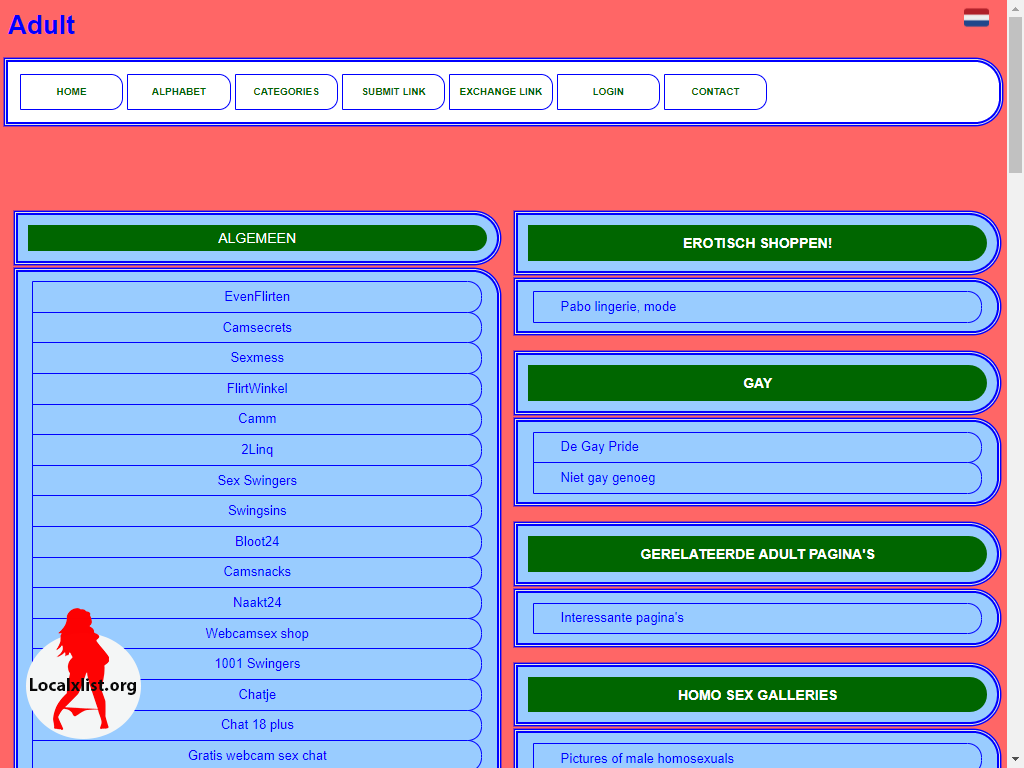 Adult
HOME
ALPHABET
CATEGORIES
SUBMIT LINK
EXCHANGE LINK
LOGIN
CONTACT
ALGEMEEN
EvenFlirten
Camsecrets
Sexmess
FlirtWinkel
Camm
2Linq
Sex Swingers
Swingsins
Bloot24
Camsnacks
Naakt24
Webcamsex shop
1001 Swingers
Chatje
Chat 18 plus
Gratis webcam sex chat
Localxlist.org
EROTISCH SHOPPEN!
Pabo lingerie, mode
GAY
De Gay Pride
Niet gay genoeg
GERELATEERDE ADULT PAGINA'S
Interessante pagina's
HOMO SEX GALLERIES
Pictures of male homosexuals